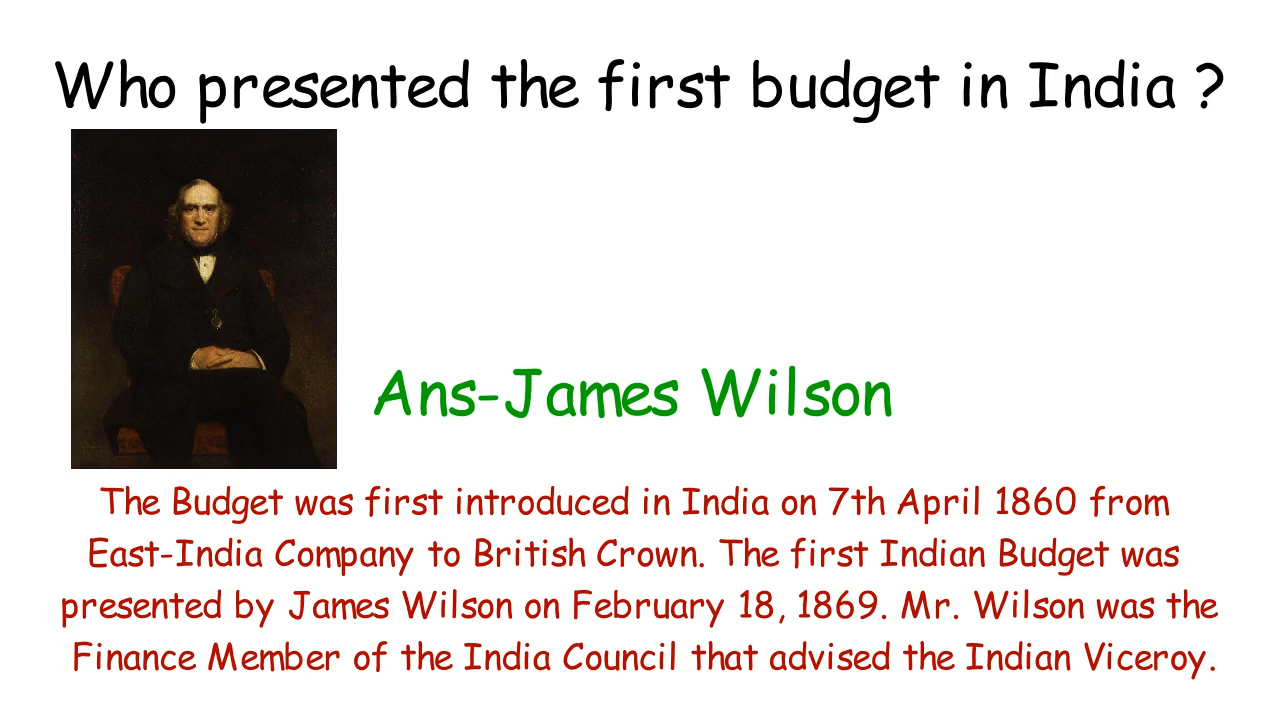 Who presented the first budget in India ?
Ans-James Wilson
The Budget was first introduced in India on 7th April 1860 from
East-India Company to British Crown. The first Indian Budget was
presented by James Wilson on February 18, 1869. Mr. Wilson was the
Finance Member of the India Council that advised the Indian Viceroy.